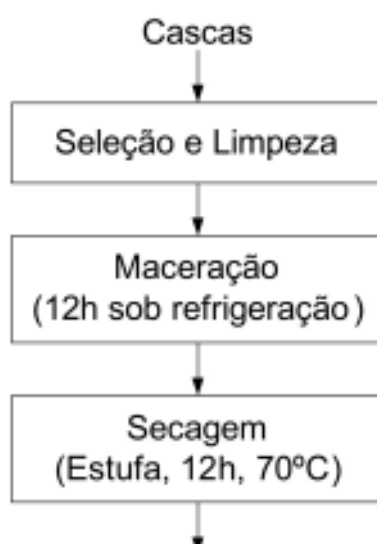 Cascas
Seleção e Limpeza
Maceração
(12h sob refrigeração)
Secagem
(Estufa, 12h, 70ºC)